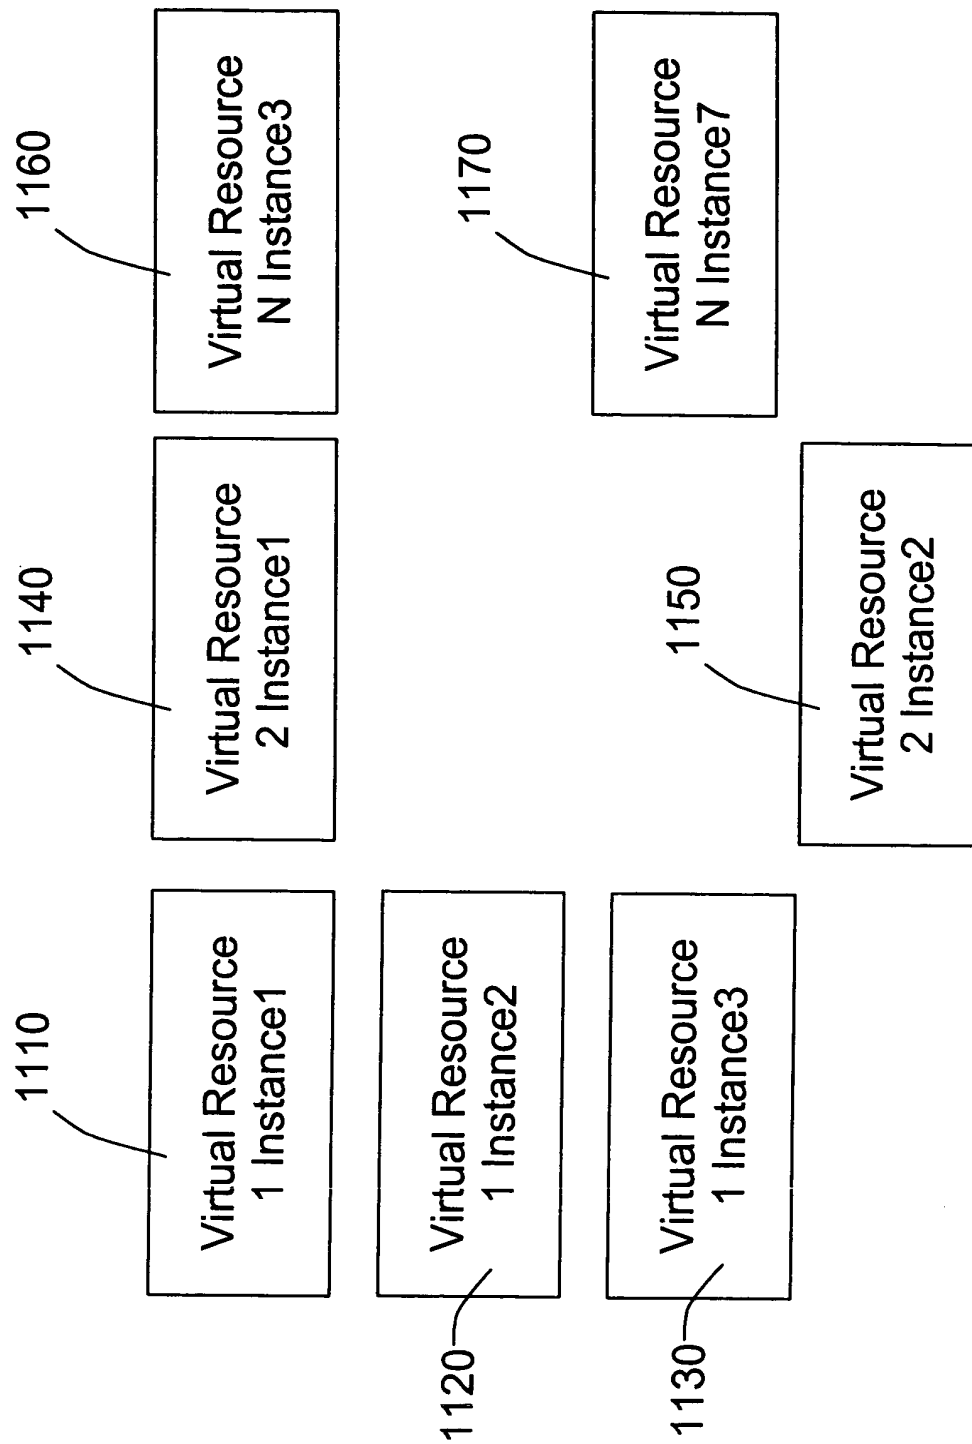 1110
Virtual Resource
1 Instance1
1140
Virtual Resource
2 Instance1
1160
Virtual Resource
N Instance3
1120
Virtual Resource
1 Instance2
1130
Virtual Resource
1 Instance3
1170
Virtual Resource
N Instance7
1150
Virtual Resource
2 Instance2